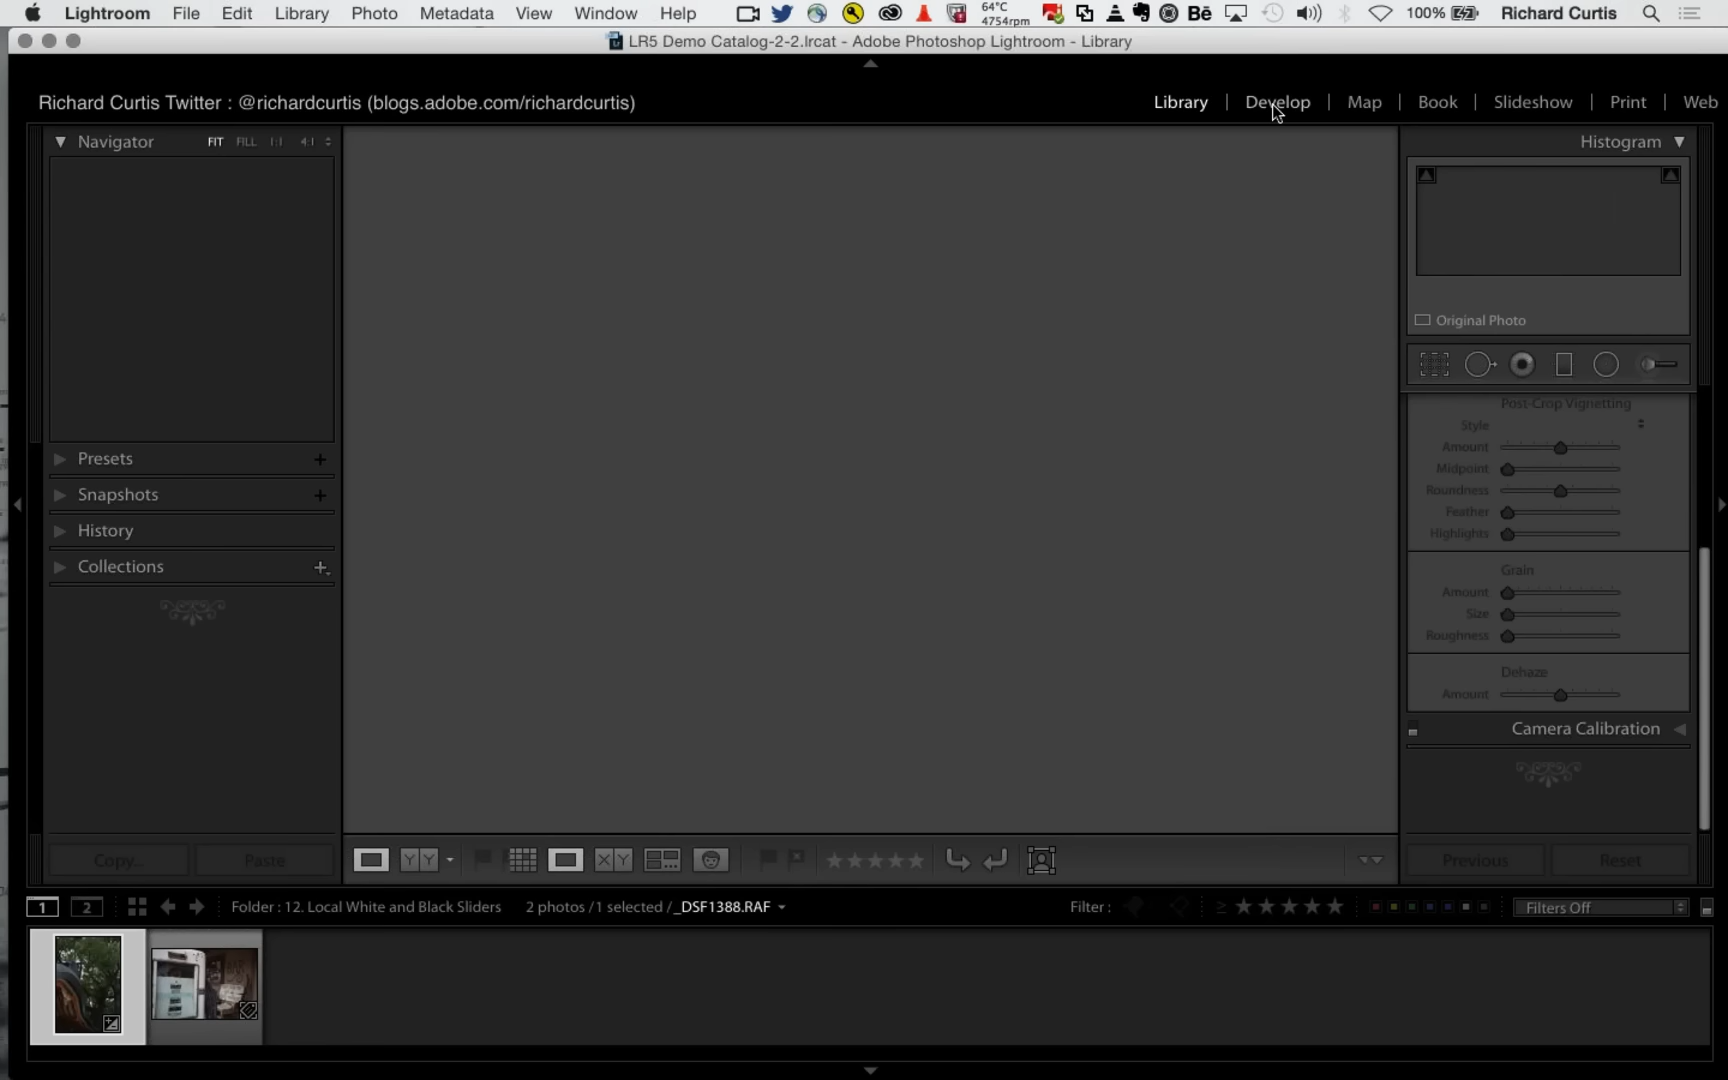 Lightroom File Edit Library Photo Metadata View Window Help 64°C 4754rpm Bē 100% Richard Curtis
LR5 Demo Catalog-2-2.lrcat - Adobe Photoshop Lightroom - Library
Richard Curtis Twitter : @richardcurtis (blogs.adobe.com/richardcurtis)
Library | Develop | Map | Book | Slideshow | Print | Web
Navigator FIT FILL 1:1 4:1
Histogram
Original Photo
Post-Crop Vignetting
Style
Amount
Midpoint
Roundness
Feather
Highlights
Grain
Amount
Size
Roughness
Dehaze
Amount
Camera Calibration
Presets
Snapshots
History
Collections
Copy... Paste
Y Y X Y
Previous Reset
1 2 Folder : 12. Local White and Black Sliders 2 photos / 1 selected / _DSF1388.RAF Filter : ≥ Filters Off